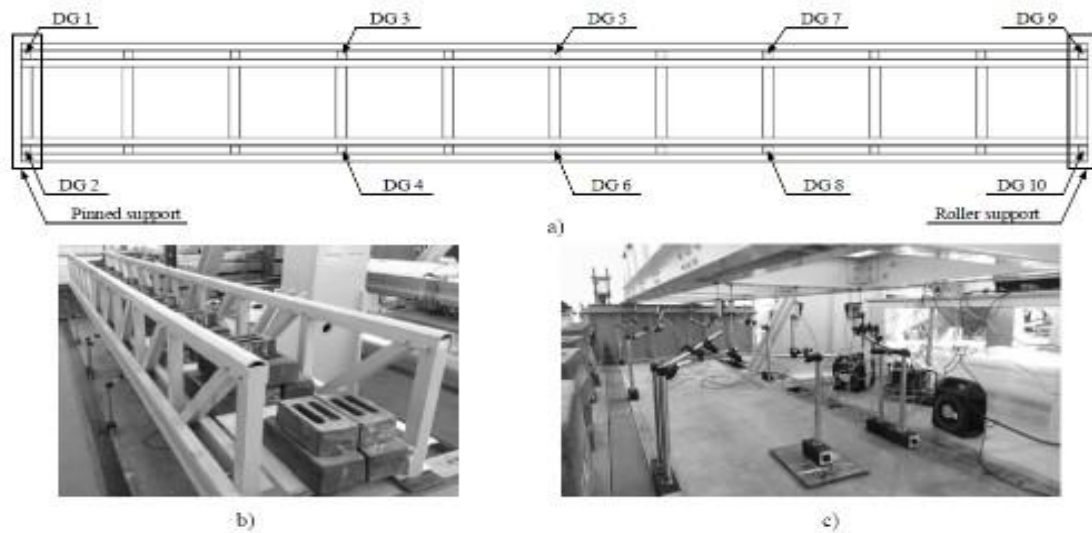 DG 1 DG 3 DG 5 DG 7 DG 9
DG 2 DG 4 DG 6 DG 8 DG 10
Pinned support Roller support
a)
b) c)